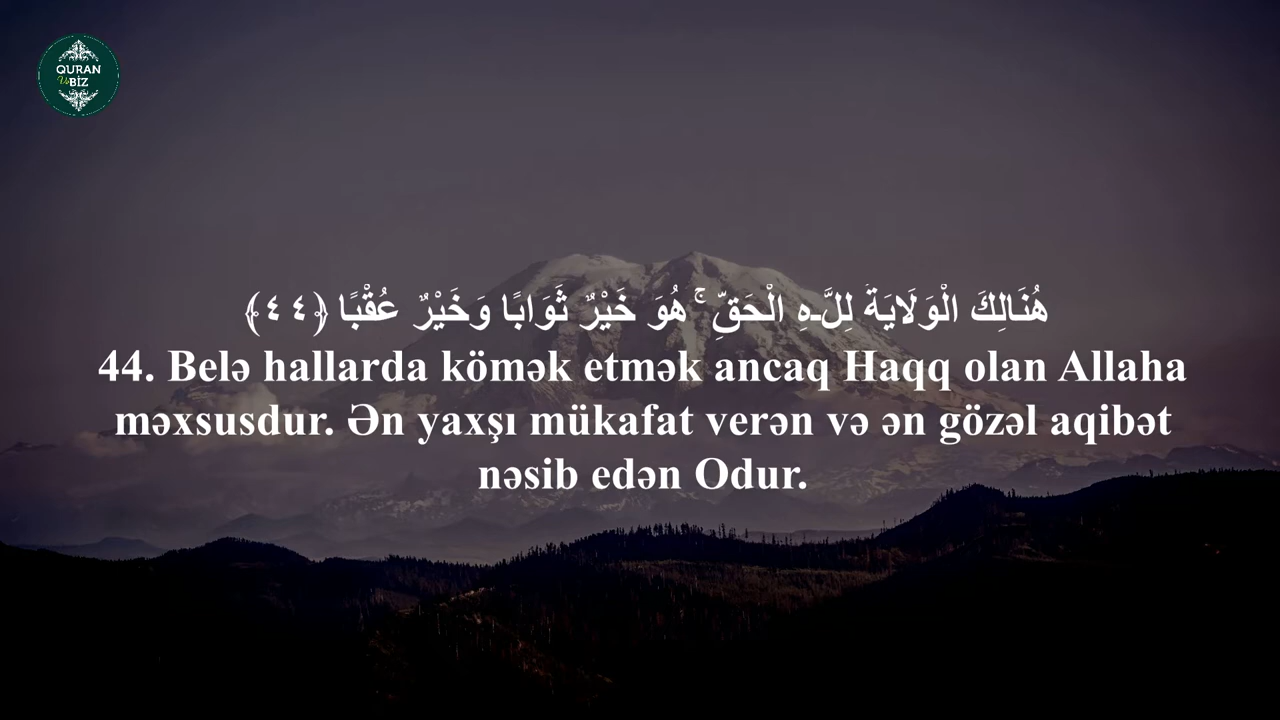 QURAN
Və
BİZ
هُنَالِكَ الْوَلَايَةُ لِلَّـهِ الْحَقِّ ۚ هُوَ خَيْرٌ ثَوَابًا وَخَيْرٌ عُقْبًا ﴿٤٤﴾
44. Belə hallarda kömək etmək ancaq Haqq olan Allaha
məxsusdur. Ən yaxşı mükafat verən və ən gözəl aqibət
nəsib edən Odur.